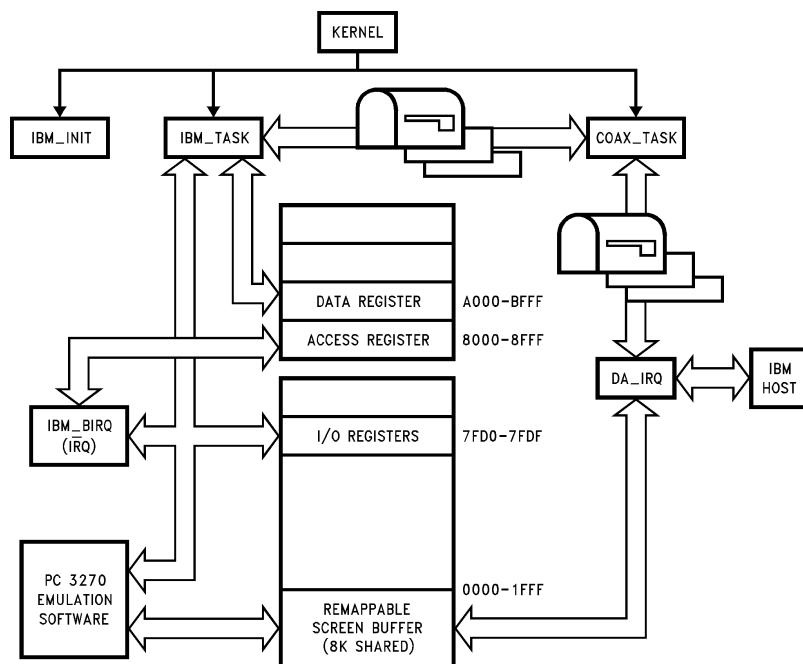 KERNEL
IBM_INIT
IBM_TASK
COAX_TASK
DATA REGISTER
A000-BFFF
ACCESS REGISTER
8000-8FFF
DA_IRQ
IBM
HOST
IBM_BIRQ
(IRQ)
I/O REGISTERS
7FD0-7FDF
PC 3270
EMULATION
SOFTWARE
0000-1FFF
REMAPPABLE
SCREEN BUFFER
(8K SHARED)